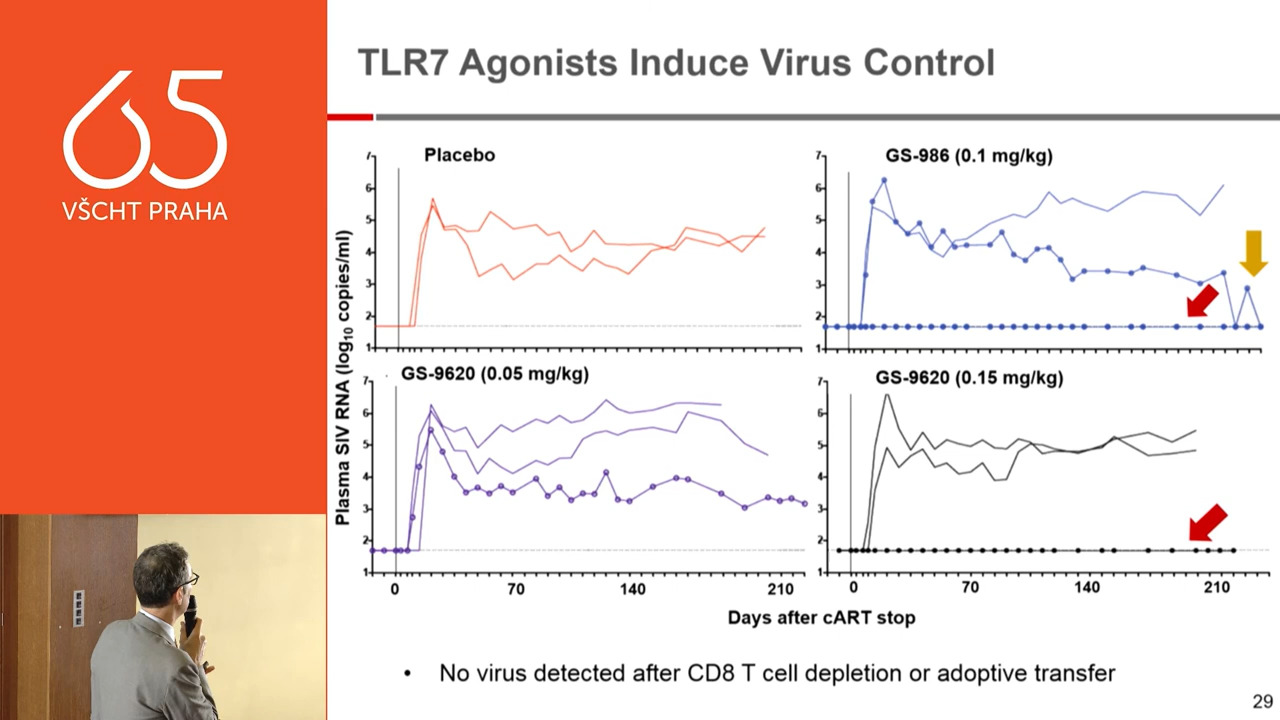 65
VŠCHT PRAHA
TLR7 Agonists Induce Virus Control
Placebo
GS-986 (0.1 mg/kg)
7
6
5
4
3
2
1
7
6
5
4
3
2
1
Plasma SIV RNA (log10 copies/ml)
GS-9620 (0.05 mg/kg)
GS-9620 (0.15 mg/kg)
7
6
5
4
3
2
1
7
6
5
4
3
2
1
0 70 140 210
0 70 140 210
Days after cART stop
• No virus detected after CD8 T cell depletion or adoptive transfer
29